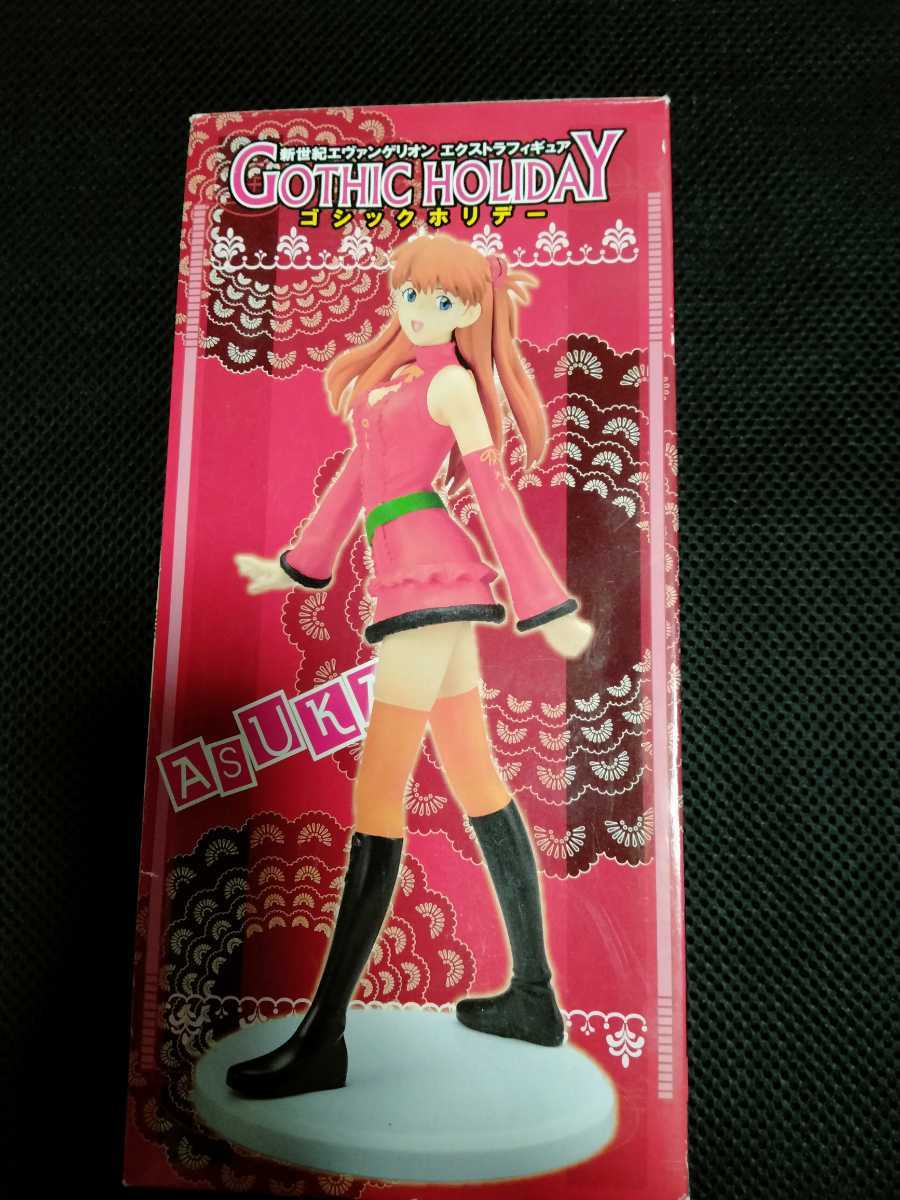 新世紀エヴァンゲリオン エクストラフィギュア
GOTHIC HOLIDAY
ゴシックホリデー
ASUK